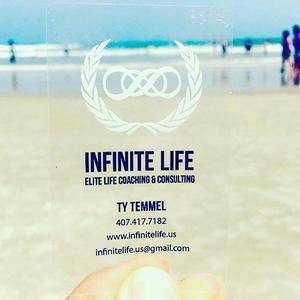 INFINITE LIFE
ELITE LIFE COACHING & CONSULTING
TY TEMMEL
407.417.7182
www.infinitelife.us
infinitelife.us@gmail.com